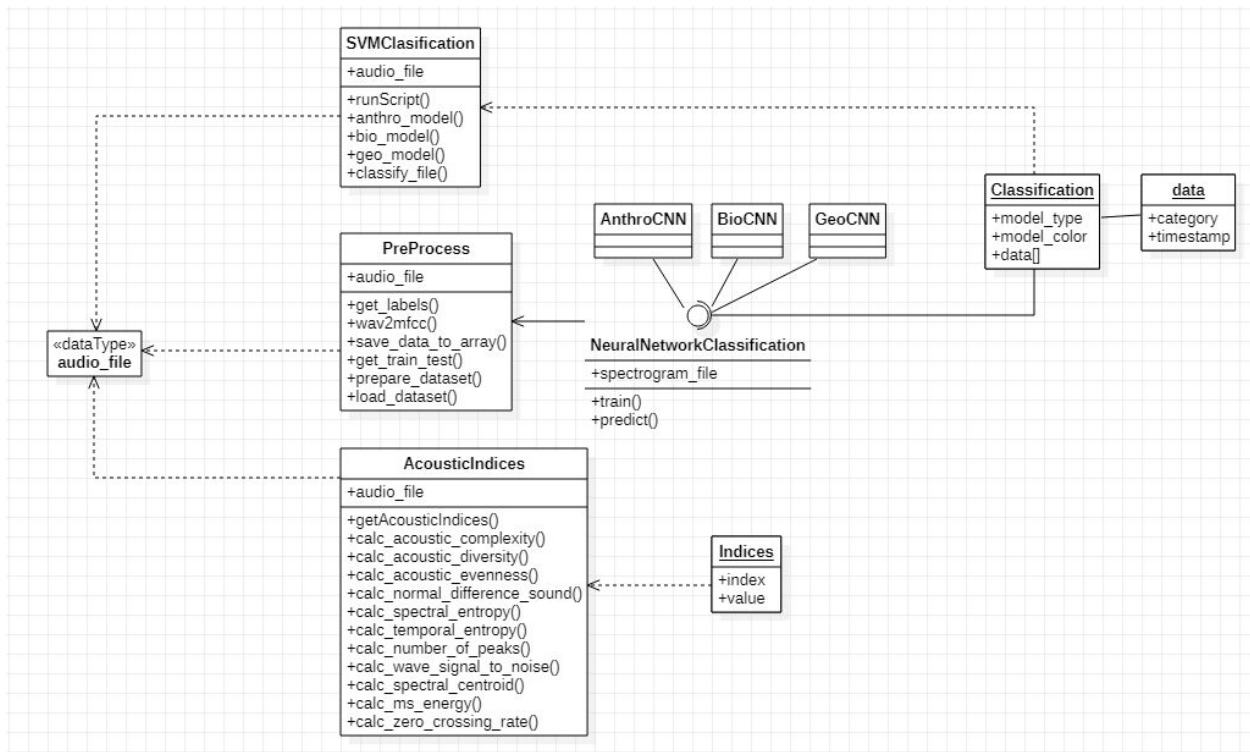 SVMClasification
+audio_file
+runScript()
+anthro_model()
+bio_model()
+geo_model()
+classify_file()
Classification
+model_type
+model_color
+data[]
data
+category
+timestamp
AnthroCNN
BioCNN
GeoCNN
PreProcess
+audio_file
+get_labels()
+wav2mfcc()
+save_data_to_array()
+get_train_test()
+prepare_dataset()
+load_dataset()
«dataType»
audio_file
NeuralNetworkClassification
+spectrogram_file
+train()
+predict()
AcousticIndices
+audio_file
+getAcousticIndices()
+calc_acoustic_complexity()
+calc_acoustic_diversity()
+calc_acoustic_evenness()
+calc_normal_difference_sound()
+calc_spectral_entropy()
+calc_temporal_entropy()
+calc_number_of_peaks()
+calc_wave_signal_to_noise()
+calc_spectral_centroid()
+calc_ms_energy()
+calc_zero_crossing_rate()
Indices
+index
+value